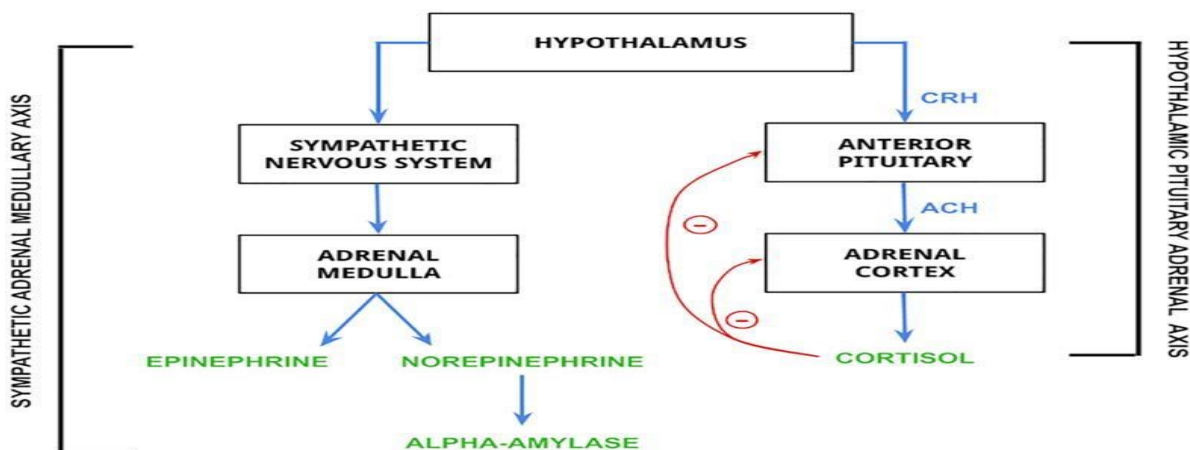 HYPOTHALAMUS
SYMPATHETIC ADRENAL MEDULLARY AXIS
HYPOTHALAMIC PITUITARY ADRENAL AXIS
CRH
SYMPATHETIC
NERVOUS SYSTEM
ANTERIOR
PITUITARY
ACH
ADRENAL
MEDULLA
ADRENAL
CORTEX
-
-
EPINEPHRINE
NOREPINEPHRINE
CORTISOL
ALPHA-AMYLASE